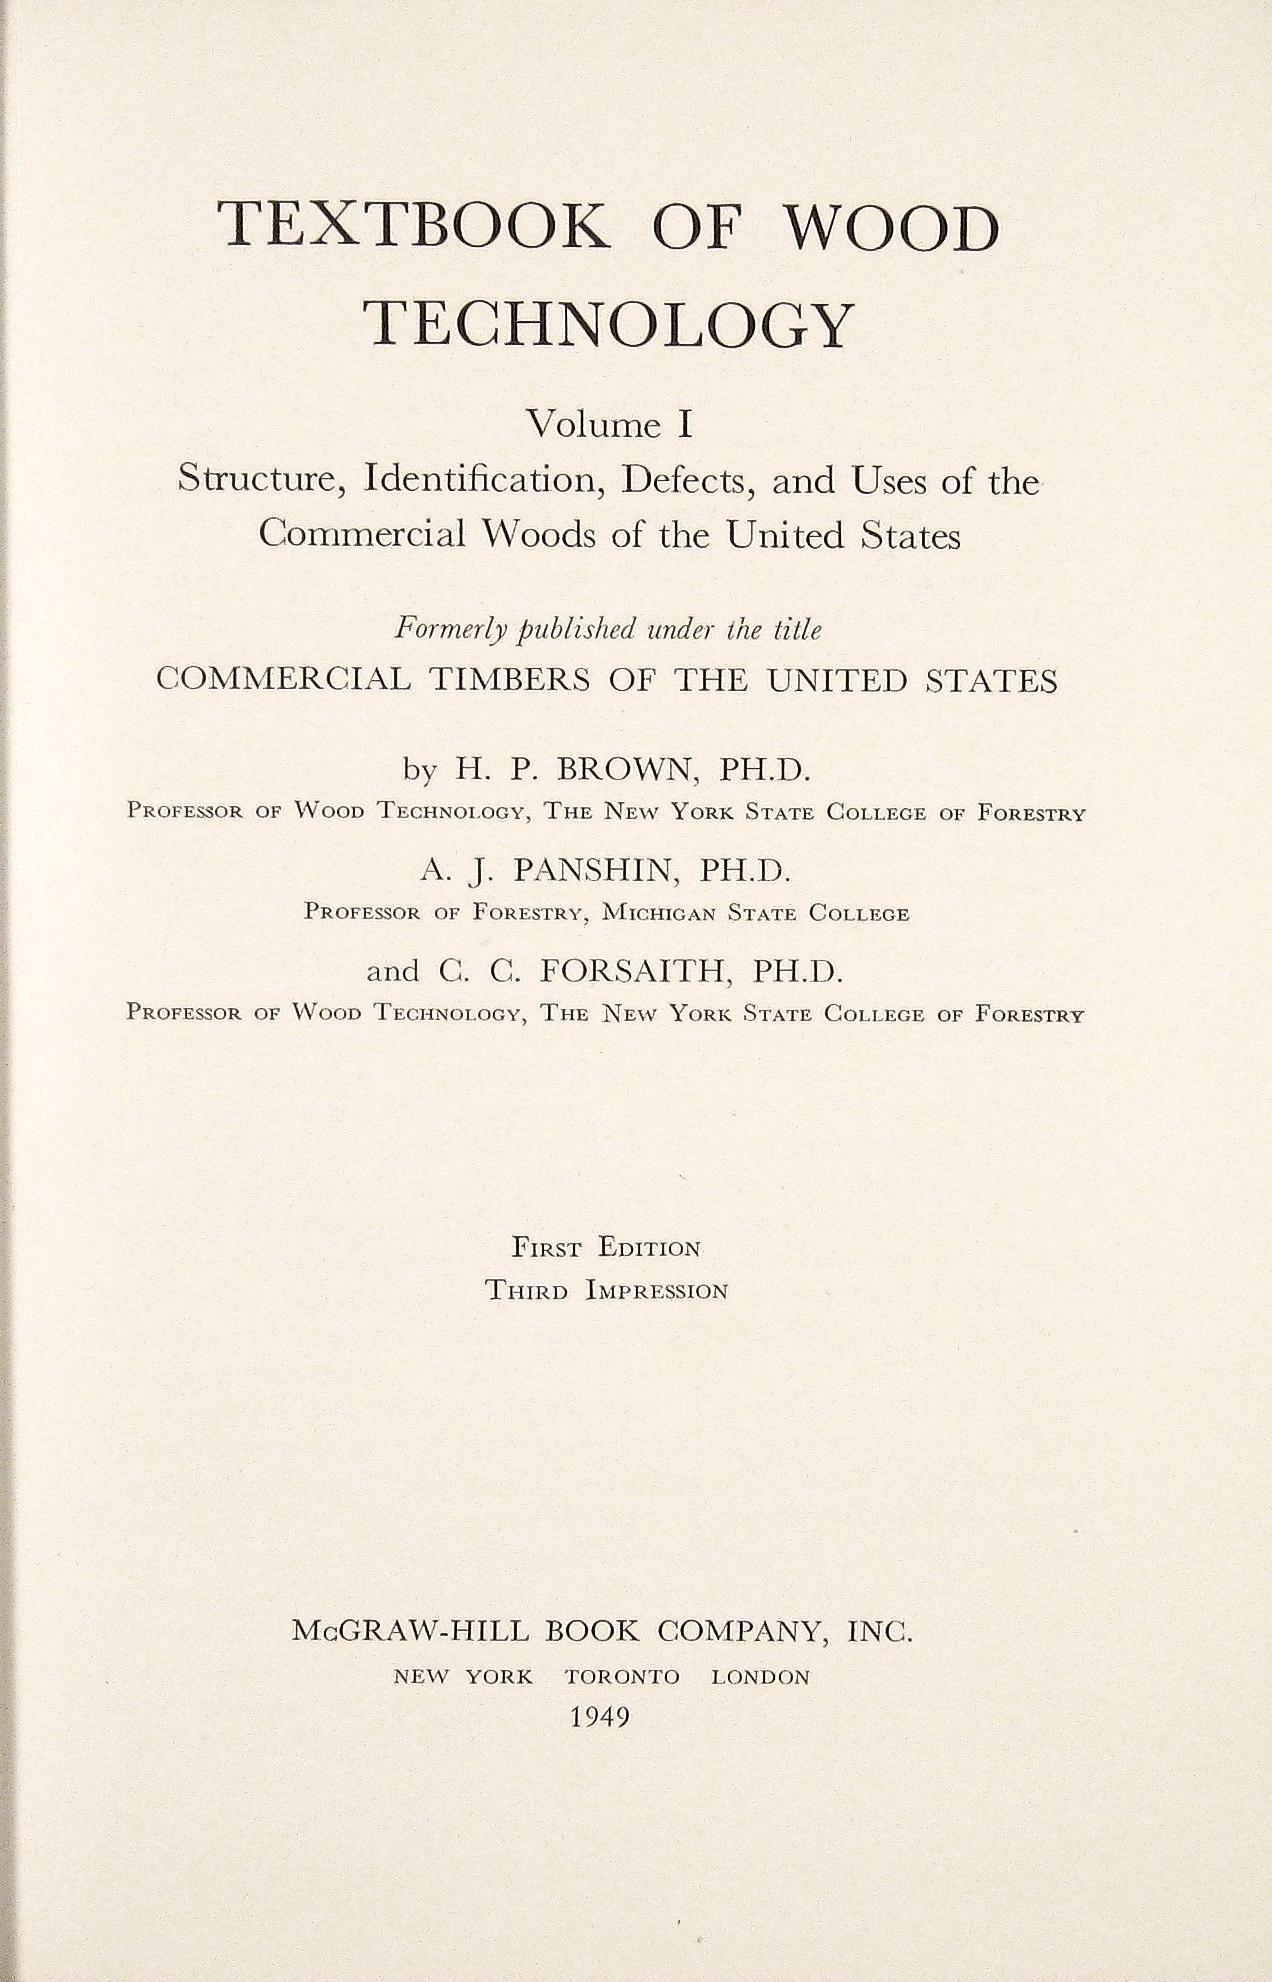 TEXTBOOK OF WOOD
TECHNOLOGY
Volume I
Structure, Identification, Defects, and Uses of the
Commercial Woods of the United States
Formerly published under the title
COMMERCIAL TIMBERS OF THE UNITED STATES
by H. P. BROWN, PH.D.
PROFESSOR OF WOOD TECHNOLOGY, THE NEW YORK STATE COLLEGE OF FORESTRY
A. J. PANSHIN, PH.D.
PROFESSOR OF FORESTRY, MICHIGAN STATE COLLEGE
and C. C. FORSAITH, PH.D.
PROFESSOR OF WOOD TECHNOLOGY, THE NEW YORK STATE COLLEGE OF FORESTRY
FIRST EDITION
THIRD IMPRESSION
McGRAW-HILL BOOK COMPANY, INC.
NEW YORK TORONTO LONDON
1949